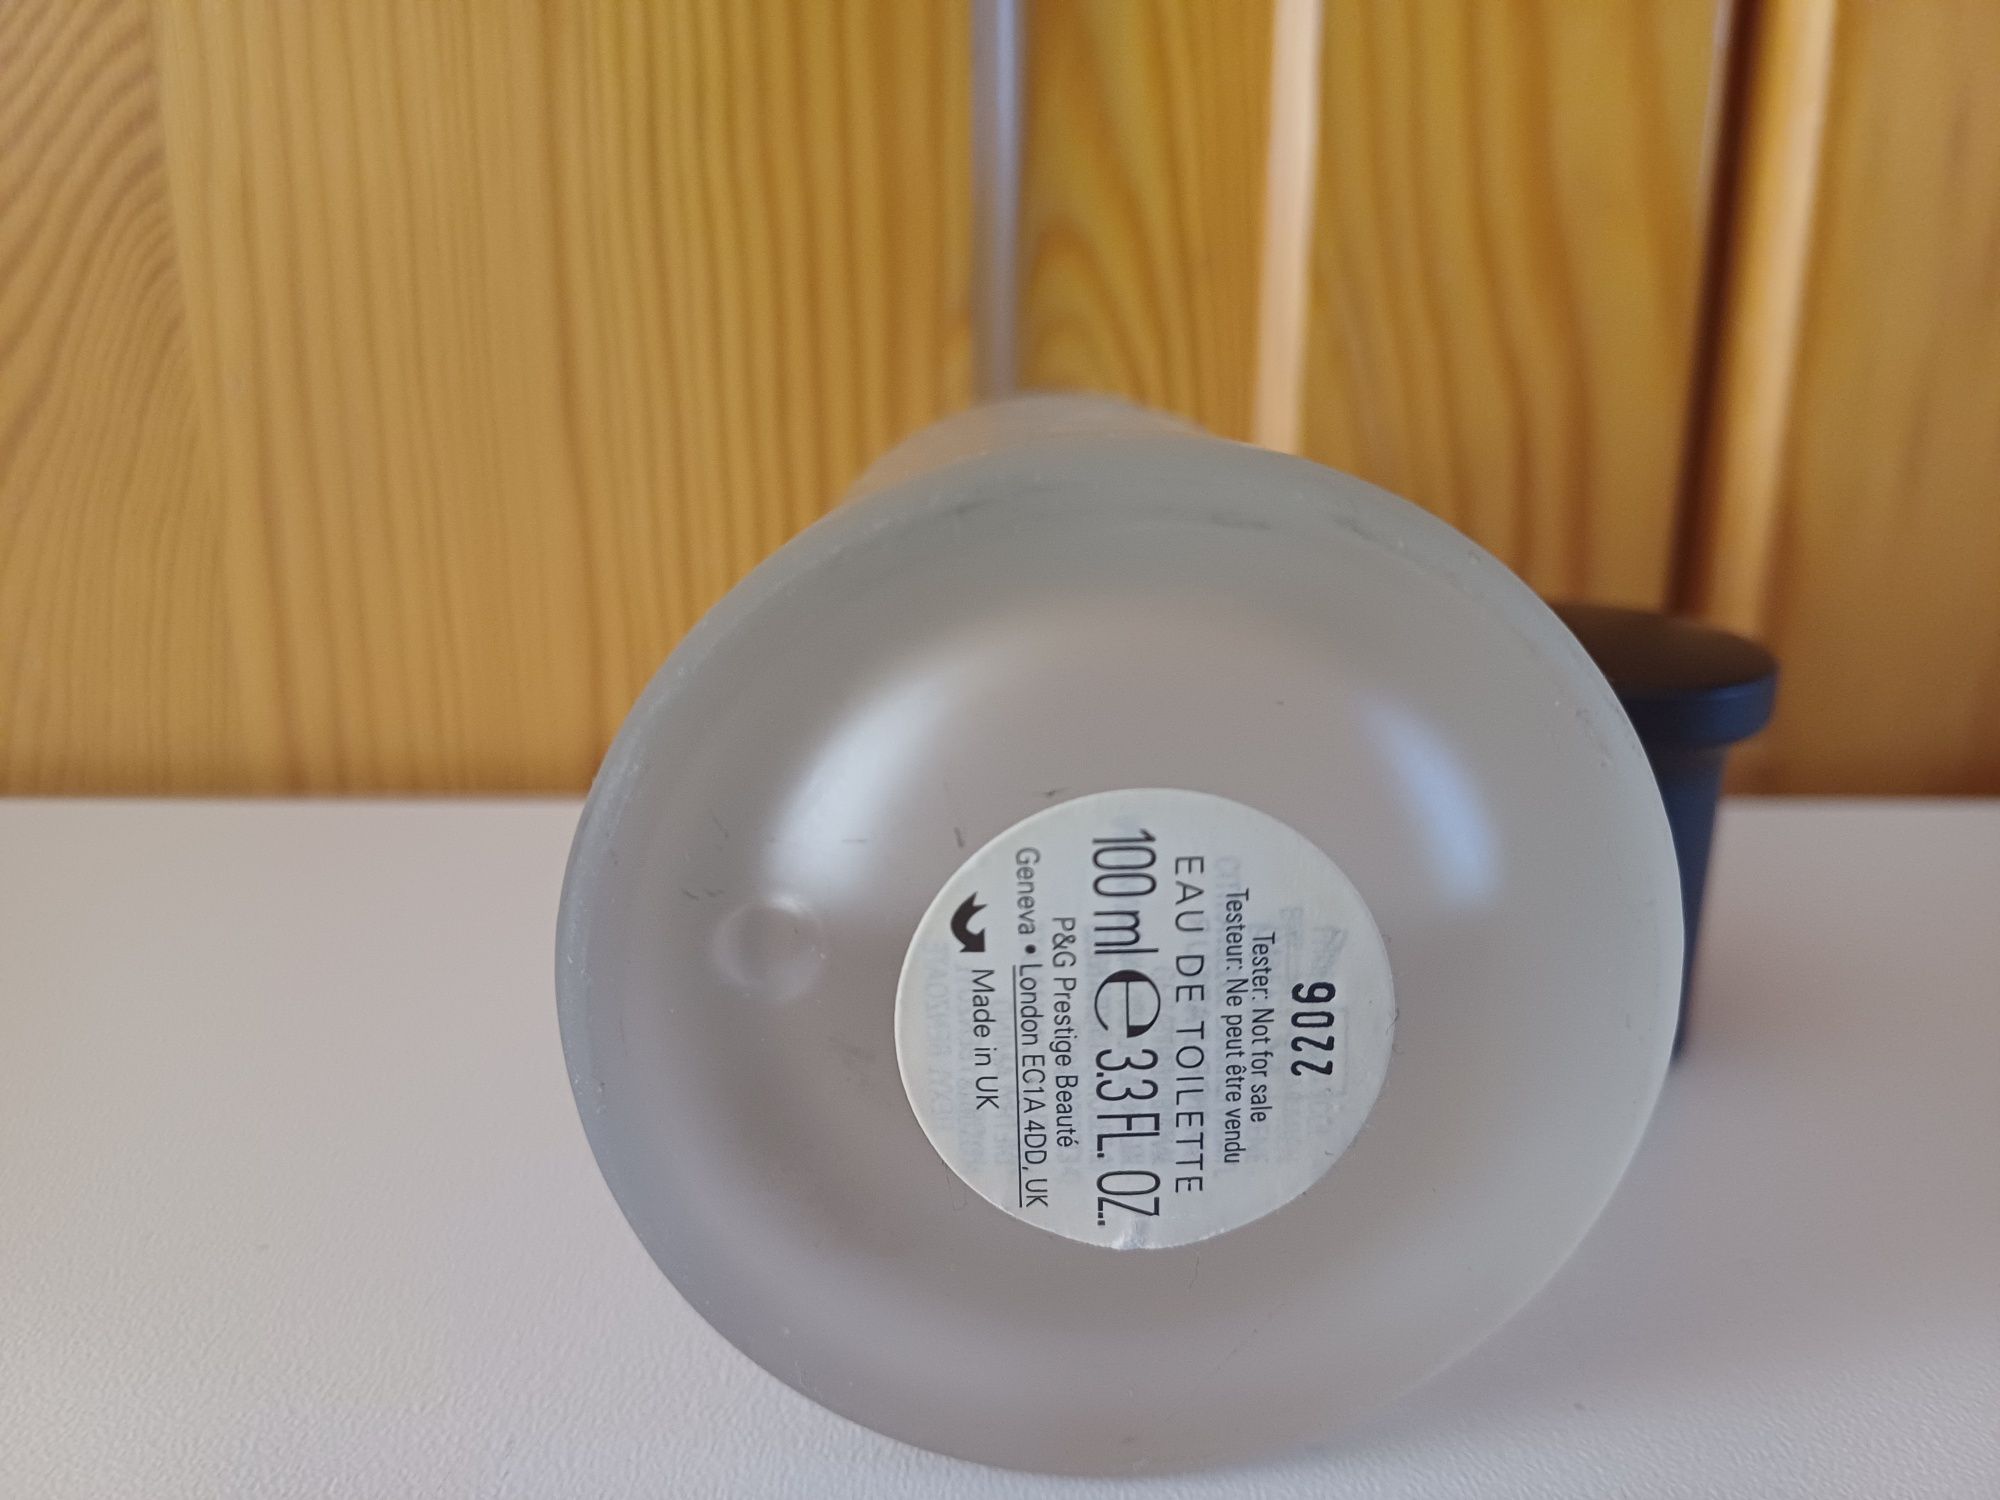 9022
Tester: Not for sale
Testeur: Ne peut être vendu
EAU DE TOILETTE
100 ml e 3.3 FL. OZ.
P&G Prestige Beauté
Geneva • London EC1A 4DD, UK
Made in UK